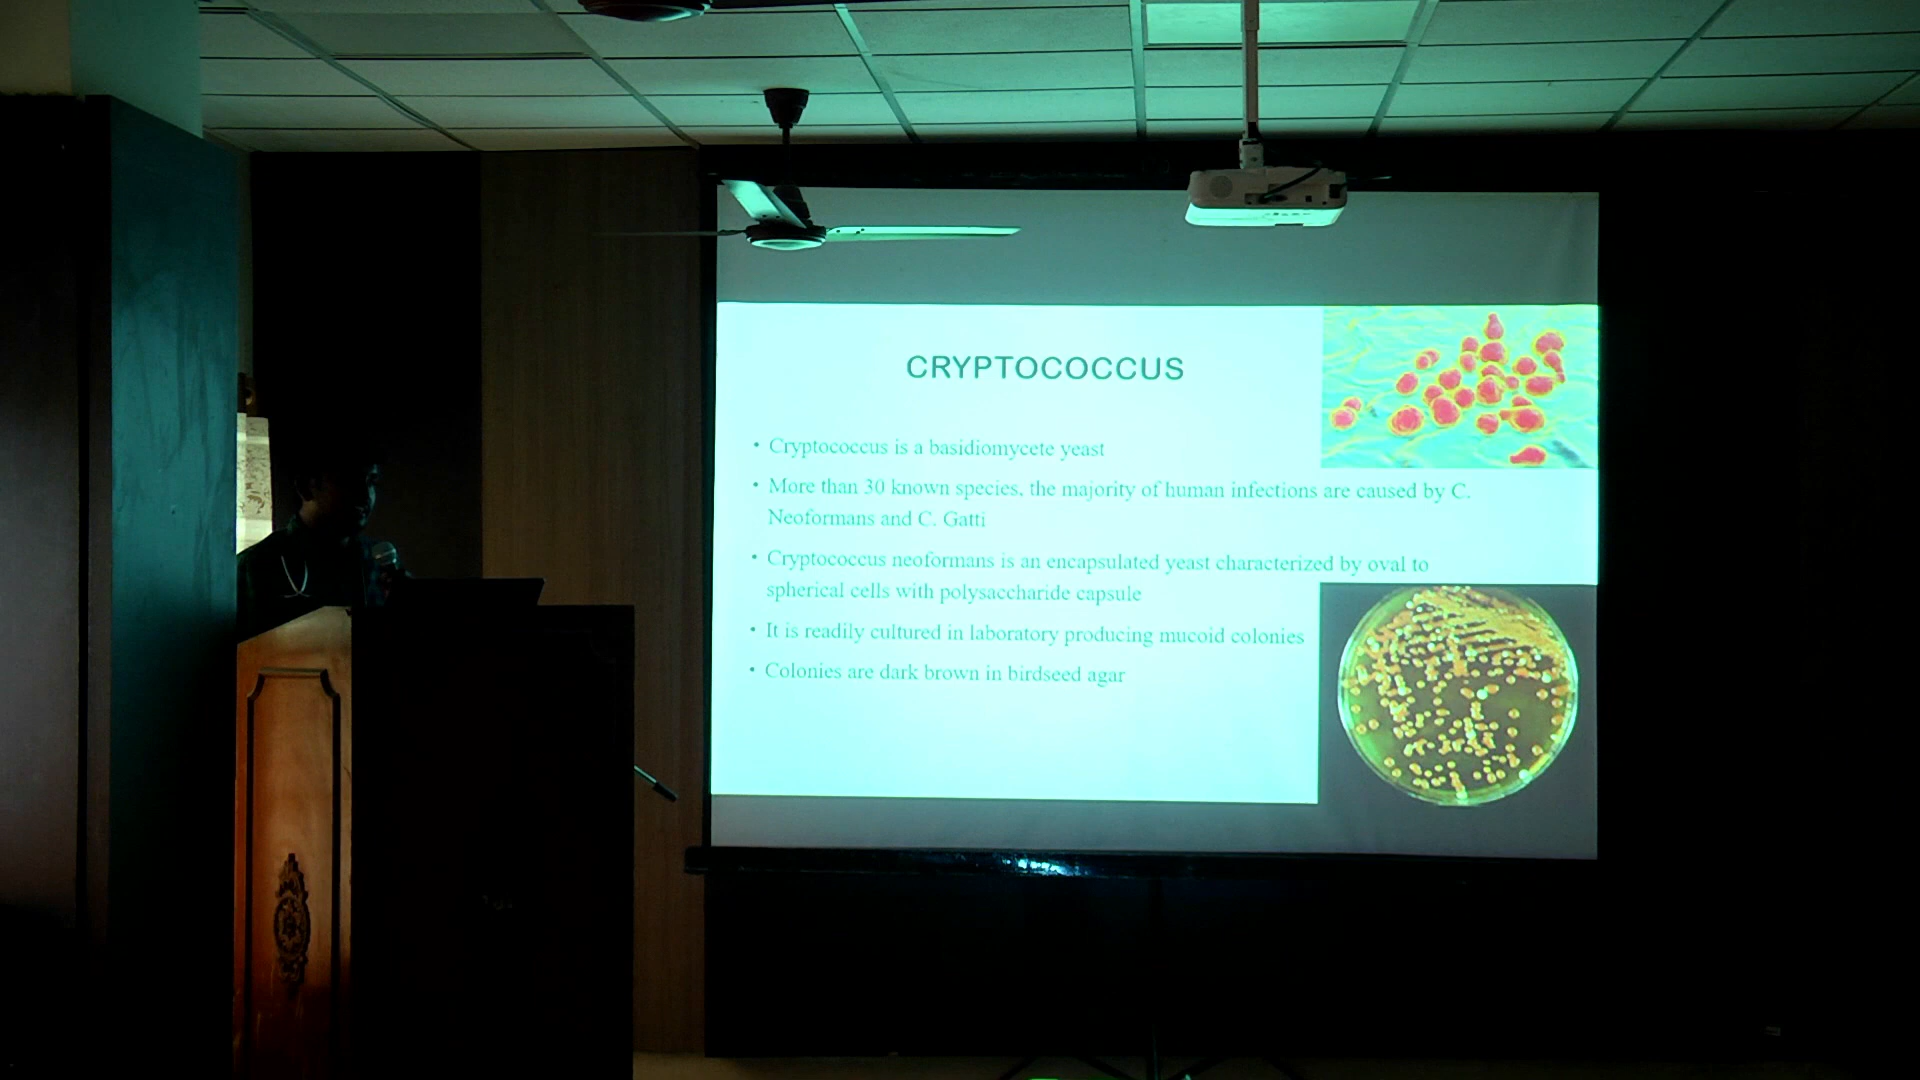 CRYPTOCOCCUS
• Cryptococcus is a basidiomycete yeast
• More than 30 known species, the majority of human infections are caused by C.
Neoformans and C. Gatti
• Cryptococcus neoformans is an encapsulated yeast characterized by oval to
spherical cells with polysaccharide capsule
• It is readily cultured in laboratory producing mucoid colonies
• Colonies are dark brown in birdseed agar